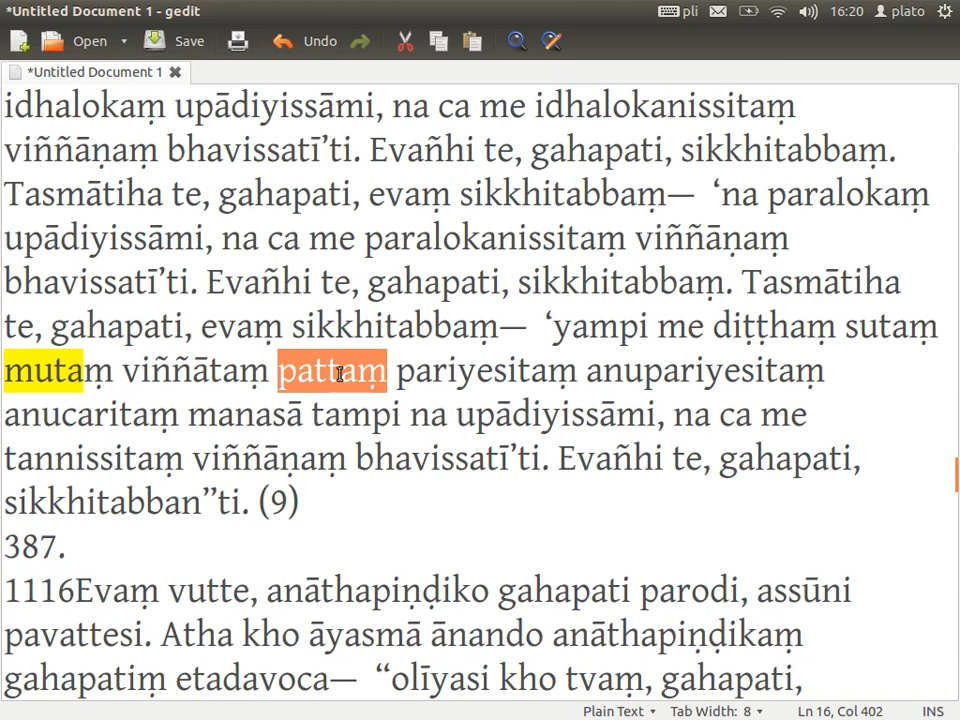 *Untitled Document 1 - gedit
pli
16:20
plato
Open
Save
Undo
*Untitled Document 1
idhalokaṃ upādiyissāmi, na ca me idhalokanissitaṃ
viññāṇaṃ bhavissatī’ti. Evañhi te, gahapati, sikkhitabbaṃ.
Tasmātiha te, gahapati, evaṃ sikkhitabbaṃ— ‘na paralokaṃ
upādiyissāmi, na ca me paralokanissitaṃ viññāṇaṃ
bhavissatī’ti. Evañhi te, gahapati, sikkhitabbaṃ. Tasmātiha
te, gahapati, evaṃ sikkhitabbaṃ— ‘yampi me diṭṭhaṃ sutaṃ
mutaṃ viññātaṃ pattaṃ pariyesitaṃ anupariyesitaṃ
anucaritaṃ manasā tampi na upādiyissāmi, na ca me
tannissitaṃ viññāṇaṃ bhavissatī’ti. Evañhi te, gahapati,
sikkhitabban”ti. (9)
387.
1116Evaṃ vutte, anāthapiṇḍiko gahapati parodi, assūni
pavattesi. Atha kho āyasmā ānando anāthapiṇḍikaṃ
gahapatiṃ etadavoca— “olīyasi kho tvaṃ, gahapati,
Plain Text
Tab Width: 8
Ln 16, Col 402
INS